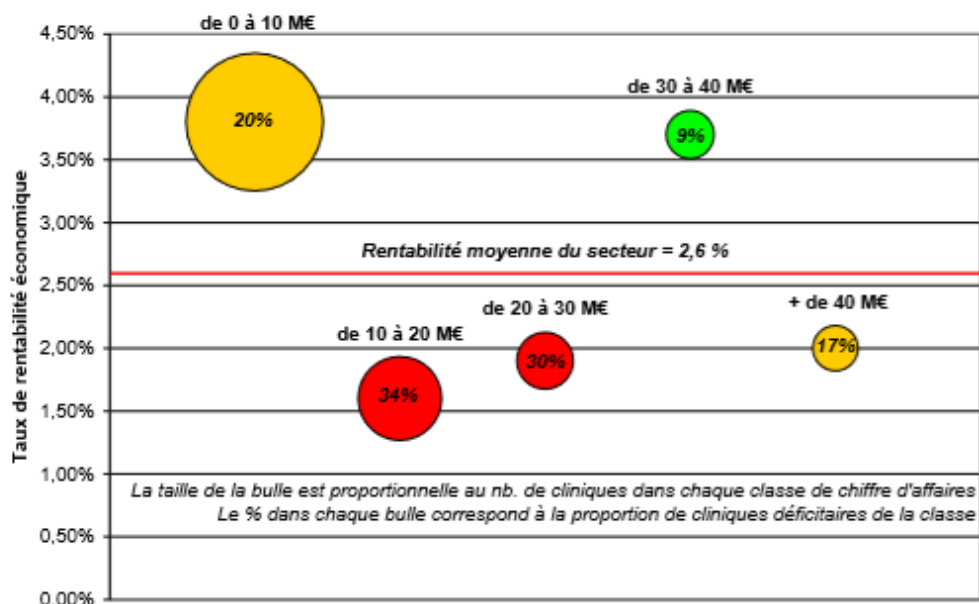 de 0 à 10 M€
4,50%
4,00%
de 30 à 40 M€
20%
9%
3,50%
3,00%
Rentabilité moyenne du secteur = 2,6 %
2,50%
de 20 à 30 M€
+ de 40 M€
de 10 à 20 M€
2,00%
17%
30%
34%
1,50%
1,00%
La taille de la bulle est proportionnelle au nb. de cliniques dans chaque classe de chiffre d'affaires
Le % dans chaque bulle correspond à la proportion de cliniques déficitaires de la classe
0,50%
0,00%
Taux de rentabilité économique